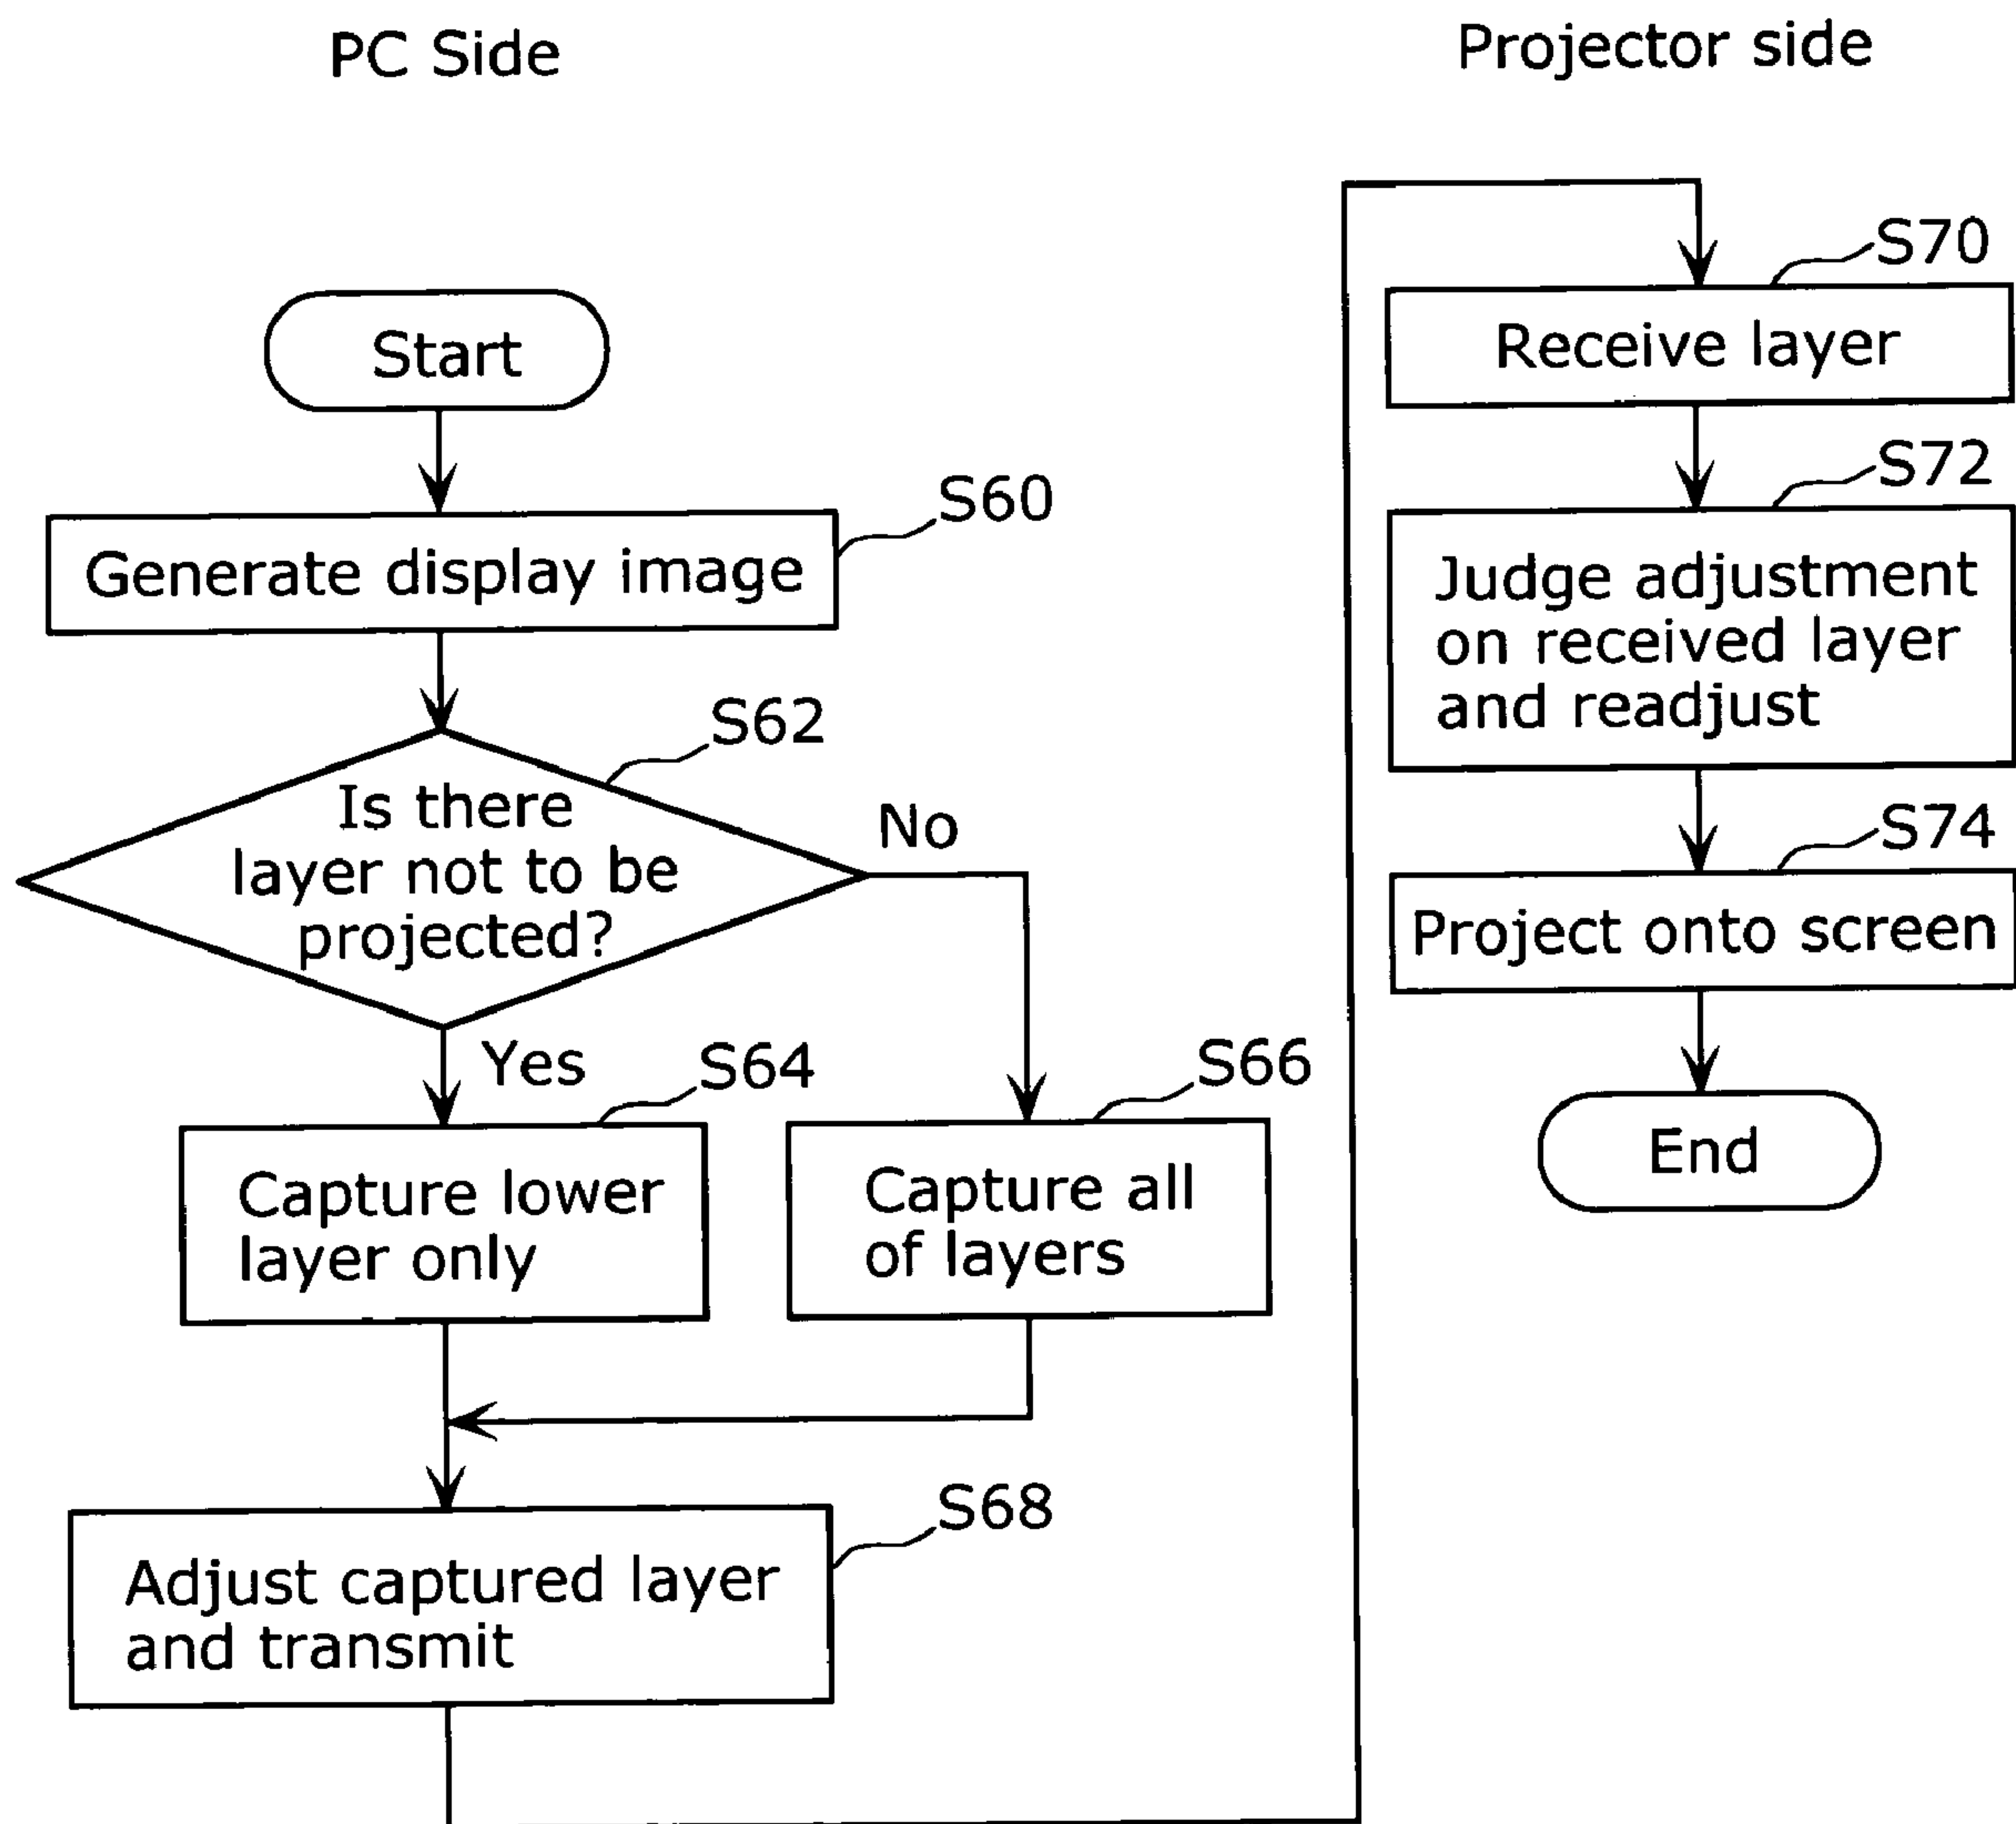 PC Side
Start
S60
Generate display image
S62
Is there
layer not to be
projected?
No
Yes
S64
Capture lower
layer only
S66
Capture all
of layers
S68
Adjust captured layer
and transmit
Projector side
S70
Receive layer
S72
Judge adjustment
on received layer
and readjust
S74
Project onto screen
End